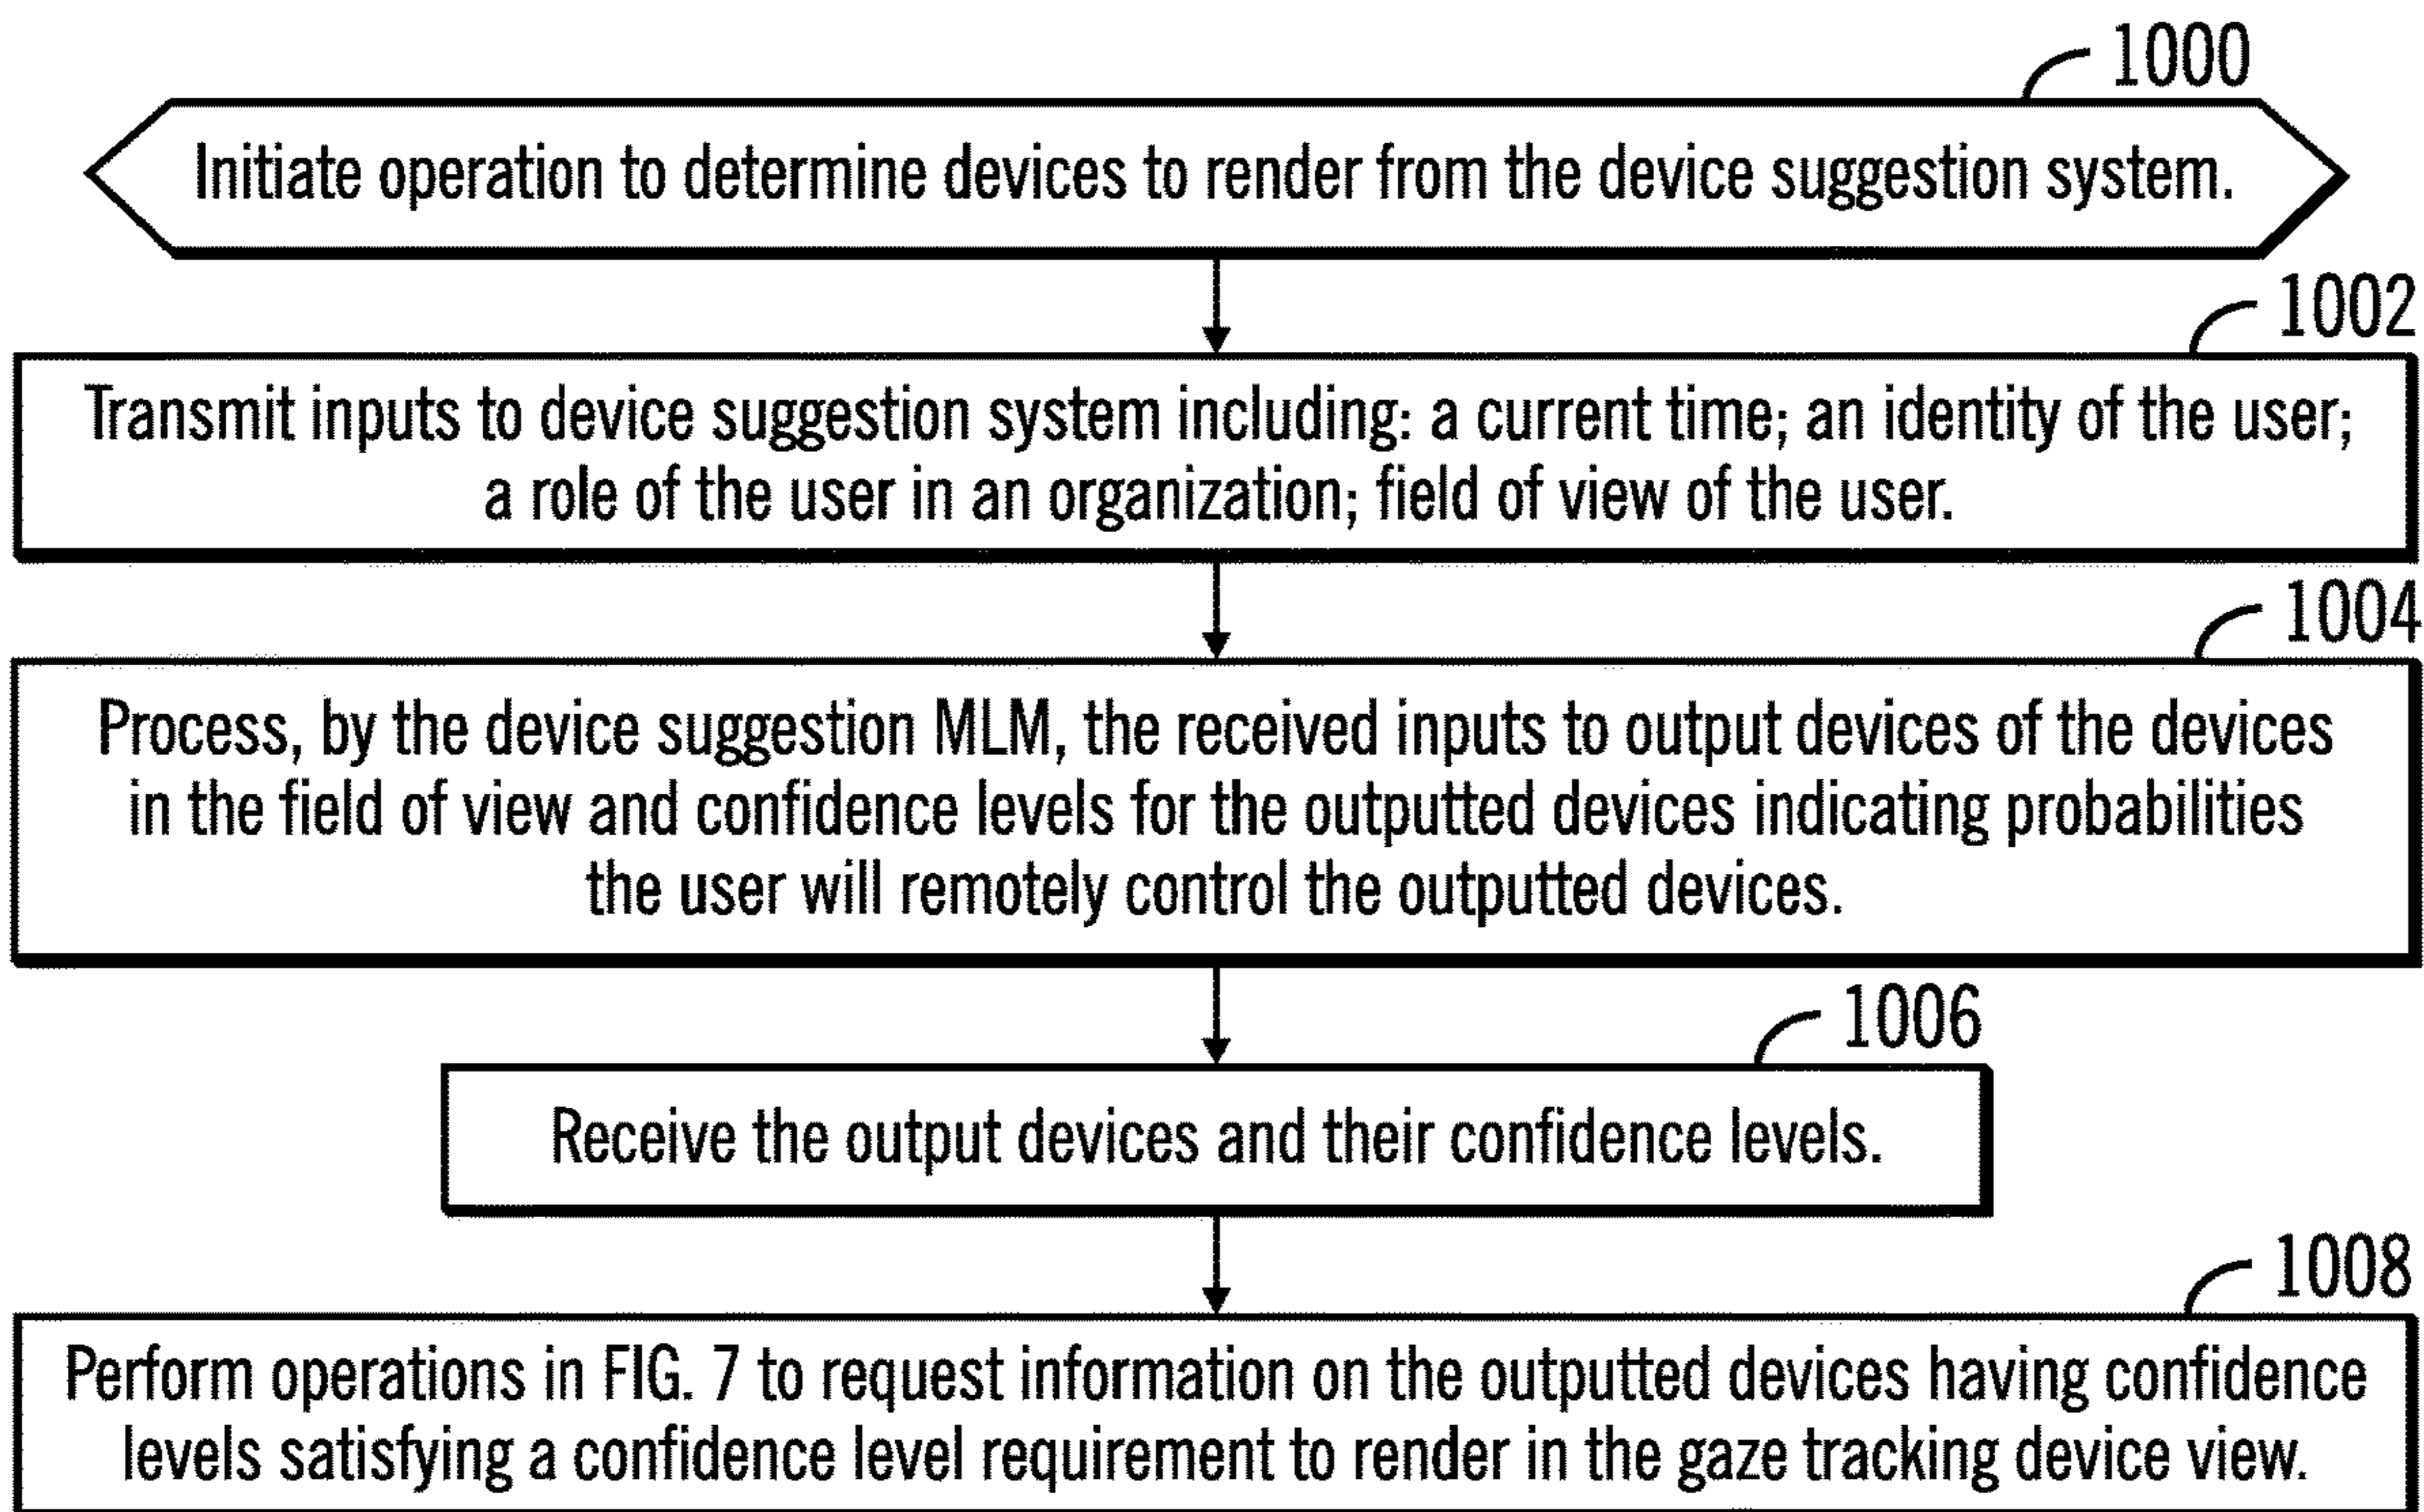 1000
Initiate operation to determine devices to render from the device suggestion system.
1002
Transmit inputs to device suggestion system including: a current time; an identity of the user;
a role of the user in an organization; field of view of the user.
1004
Process, by the device suggestion MLM, the received inputs to output devices of the devices
in the field of view and confidence levels for the outputted devices indicating probabilities
the user will remotely control the outputted devices.
1006
Receive the output devices and their confidence levels.
1008
Perform operations in FIG. 7 to request information on the outputted devices having confidence
levels satisfying a confidence level requirement to render in the gaze tracking device view.